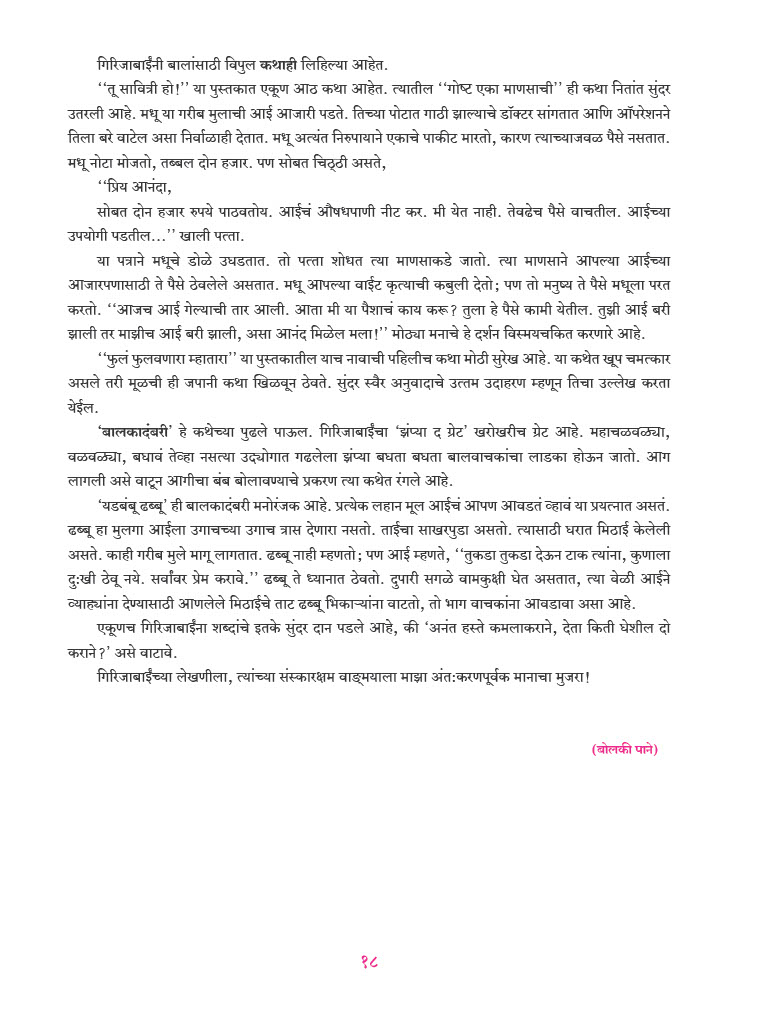 गिरिजाबाईंनी बालांसाठी विपुल कथाही लिहिल्या आहेत.
‘‘तू सावित्री हो!’’ या पुस्तकात एकूण आठ कथा आहेत. त्यातील ‘‘गोष्ट एका माणसाची’’ ही कथा नितांत सुंदर
उतरली आहे. मधू या गरीब मुलाची आई आजारी पडते. तिच्या पोटात गाठी झाल्याचे डॉक्टर सांगतात आणि ऑपरेशनने
तिला बरे वाटेल असा निर्वाळाही देतात. मधू अत्यंत निरुपायाने एकाचे पाकीट मारतो, कारण त्याच्याजवळ पैसे नसतात.
मधू नोटा मोजतो, तब्बल दोन हजार. पण सोबत चिठ्ठी असते,
‘‘प्रिय आनंदा,
सोबत दोन हजार रुपये पाठवतोय. आईचं औषधपाणी नीट कर. मी येत नाही. तेवढेच पैसे वाचतील. आईच्या
उपयोगी पडतील...’’ खाली पत्ता.
या पत्राने मधूचे डोळे उघडतात. तो पत्ता शोधत त्या माणसाकडे जातो. त्या माणसाने आपल्या आईच्या
आजारपणासाठी ते पैसे ठेवलेले असतात. मधू आपल्या वाईट कृत्याची कबुली देतो; पण तो मनुष्य ते पैसे मधूला परत
करतो. ‘‘आजच आई गेल्याची तार आली. आता मी या पैशाचं काय करू? तुला हे पैसे कामी येतील. तुझी आई बरी
झाली तर माझीच आई बरी झाली, असा आनंद मिळेल मला!’’ मोठ्या मनाचे हे दर्शन विस्मयचकित करणारे आहे.
‘‘फुलं फुलवणारा म्हातारा’’ या पुस्तकातील याच नावाची पहिलीच कथा मोठी सुरेख आहे. या कथेत खूप चमत्कार
असले तरी मूळची ही जपानी कथा खिळवून ठेवते. सुंदर स्वैर अनुवादाचे उत्तम उदाहरण म्हणून तिचा उल्लेख करता
येईल.
‘बालकादंबरी’ हे कथेच्या पुढले पाऊल. गिरिजाबाईंचा ‘झंप्या द ग्रेट’ खरोखरीच ग्रेट आहे. महाचळवळ्या,
वळवळ्या, बघावं तेव्हा नसत्या उद्योगात गढलेला झंप्या बघता बघता बालवाचकांचा लाडका होऊन जातो. आग
लागली असे वाटून आगीचा बंब बोलावण्याचे प्रकरण त्या कथेत रंगले आहे.
‘यडबंबू ढब्बू’ ही बालकादंबरी मनोरंजक आहे. प्रत्येक लहान मूल आईचं आपण आवडतं व्हावं या प्रयत्नात असतं.
ढब्बू हा मुलगा आईला उगाचच्या उगाच त्रास देणारा नसतो. ताईचा साखरपुडा असतो. त्यासाठी घरात मिठाई केलेली
असते. काही गरीब मुले मागू लागतात. ढब्बू नाही म्हणतो; पण आई म्हणते, ‘‘तुकडा तुकडा देऊन टाक त्यांना, कुणाला
दुःखी ठेवू नये. सर्वांवर प्रेम करावे.’’ ढब्बू ते ध्यानात ठेवतो. दुपारी सगळे वामकुक्षी घेत असतात, त्या वेळी आईने
व्याह्यांना देण्यासाठी आणलेले मिठाईचे ताट ढब्बू भिकाऱ्यांना वाटतो, तो भाग वाचकांना आवडावा असा आहे.
एकूणच गिरिजाबाईंना शब्दांचे इतके सुंदर दान पडले आहे, की ‘अनंत हस्ते कमलाकराने, देता किती घेशील दो
कराने?’ असे वाटावे.
गिरिजाबाईंच्या लेखणीला, त्यांच्या संस्कारक्षम वाङ्मयाला माझा अंतःकरणपूर्वक मानाचा मुजरा!
(बोलकी पाने)
१८